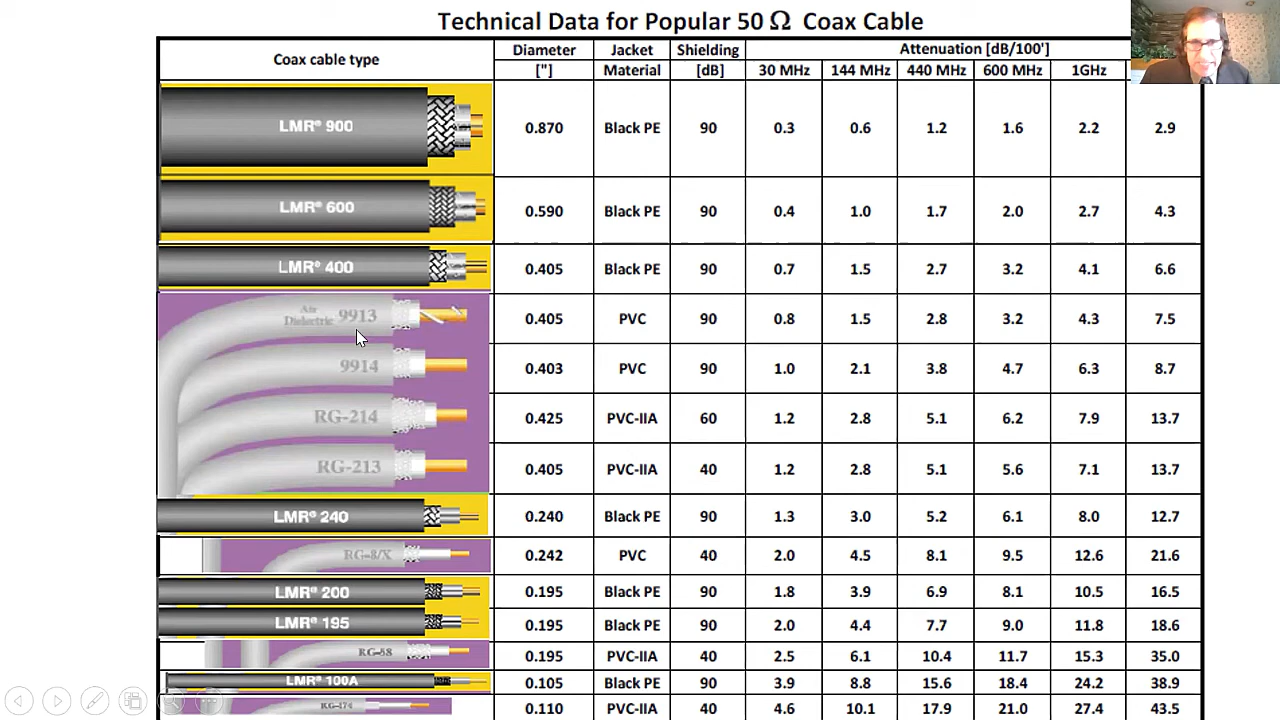 Technical Data for Popular 50 Ω Coax Cable
Coax cable type Diameter ["] Jacket Material Shielding [dB] Attenuation [dB/100']
30 MHz 144 MHz 440 MHz 600 MHz 1GHz
LMR® 900 0.870 Black PE 90 0.3 0.6 1.2 1.6 2.2 2.9
LMR® 600 0.590 Black PE 90 0.4 1.0 1.7 2.0 2.7 4.3
LMR® 400 0.405 Black PE 90 0.7 1.5 2.7 3.2 4.1 6.6
Air Dielectric 9913 0.405 PVC 90 0.8 1.5 2.8 3.2 4.3 7.5
9914 0.403 PVC 90 1.0 2.1 3.8 4.7 6.3 8.7
RG-214 0.425 PVC-IIA 60 1.2 2.8 5.1 6.2 7.9 13.7
RG-213 0.405 PVC-IIA 40 1.2 2.8 5.1 5.6 7.1 13.7
LMR® 240 0.240 Black PE 90 1.3 3.0 5.2 6.1 8.0 12.7
RG-8/X 0.242 PVC 40 2.0 4.5 8.1 9.5 12.6 21.6
LMR® 200 0.195 Black PE 90 1.8 3.9 6.9 8.1 10.5 16.5
LMR® 195 0.195 Black PE 90 2.0 4.4 7.7 9.0 11.8 18.6
RG-58 0.195 PVC-IIA 40 2.5 6.1 10.4 11.7 15.3 35.0
LMR® 100A 0.105 Black PE 90 3.9 8.8 15.6 18.4 24.2 38.9
RG-174 0.110 PVC-IIA 40 4.6 10.1 17.9 21.0 27.4 43.5